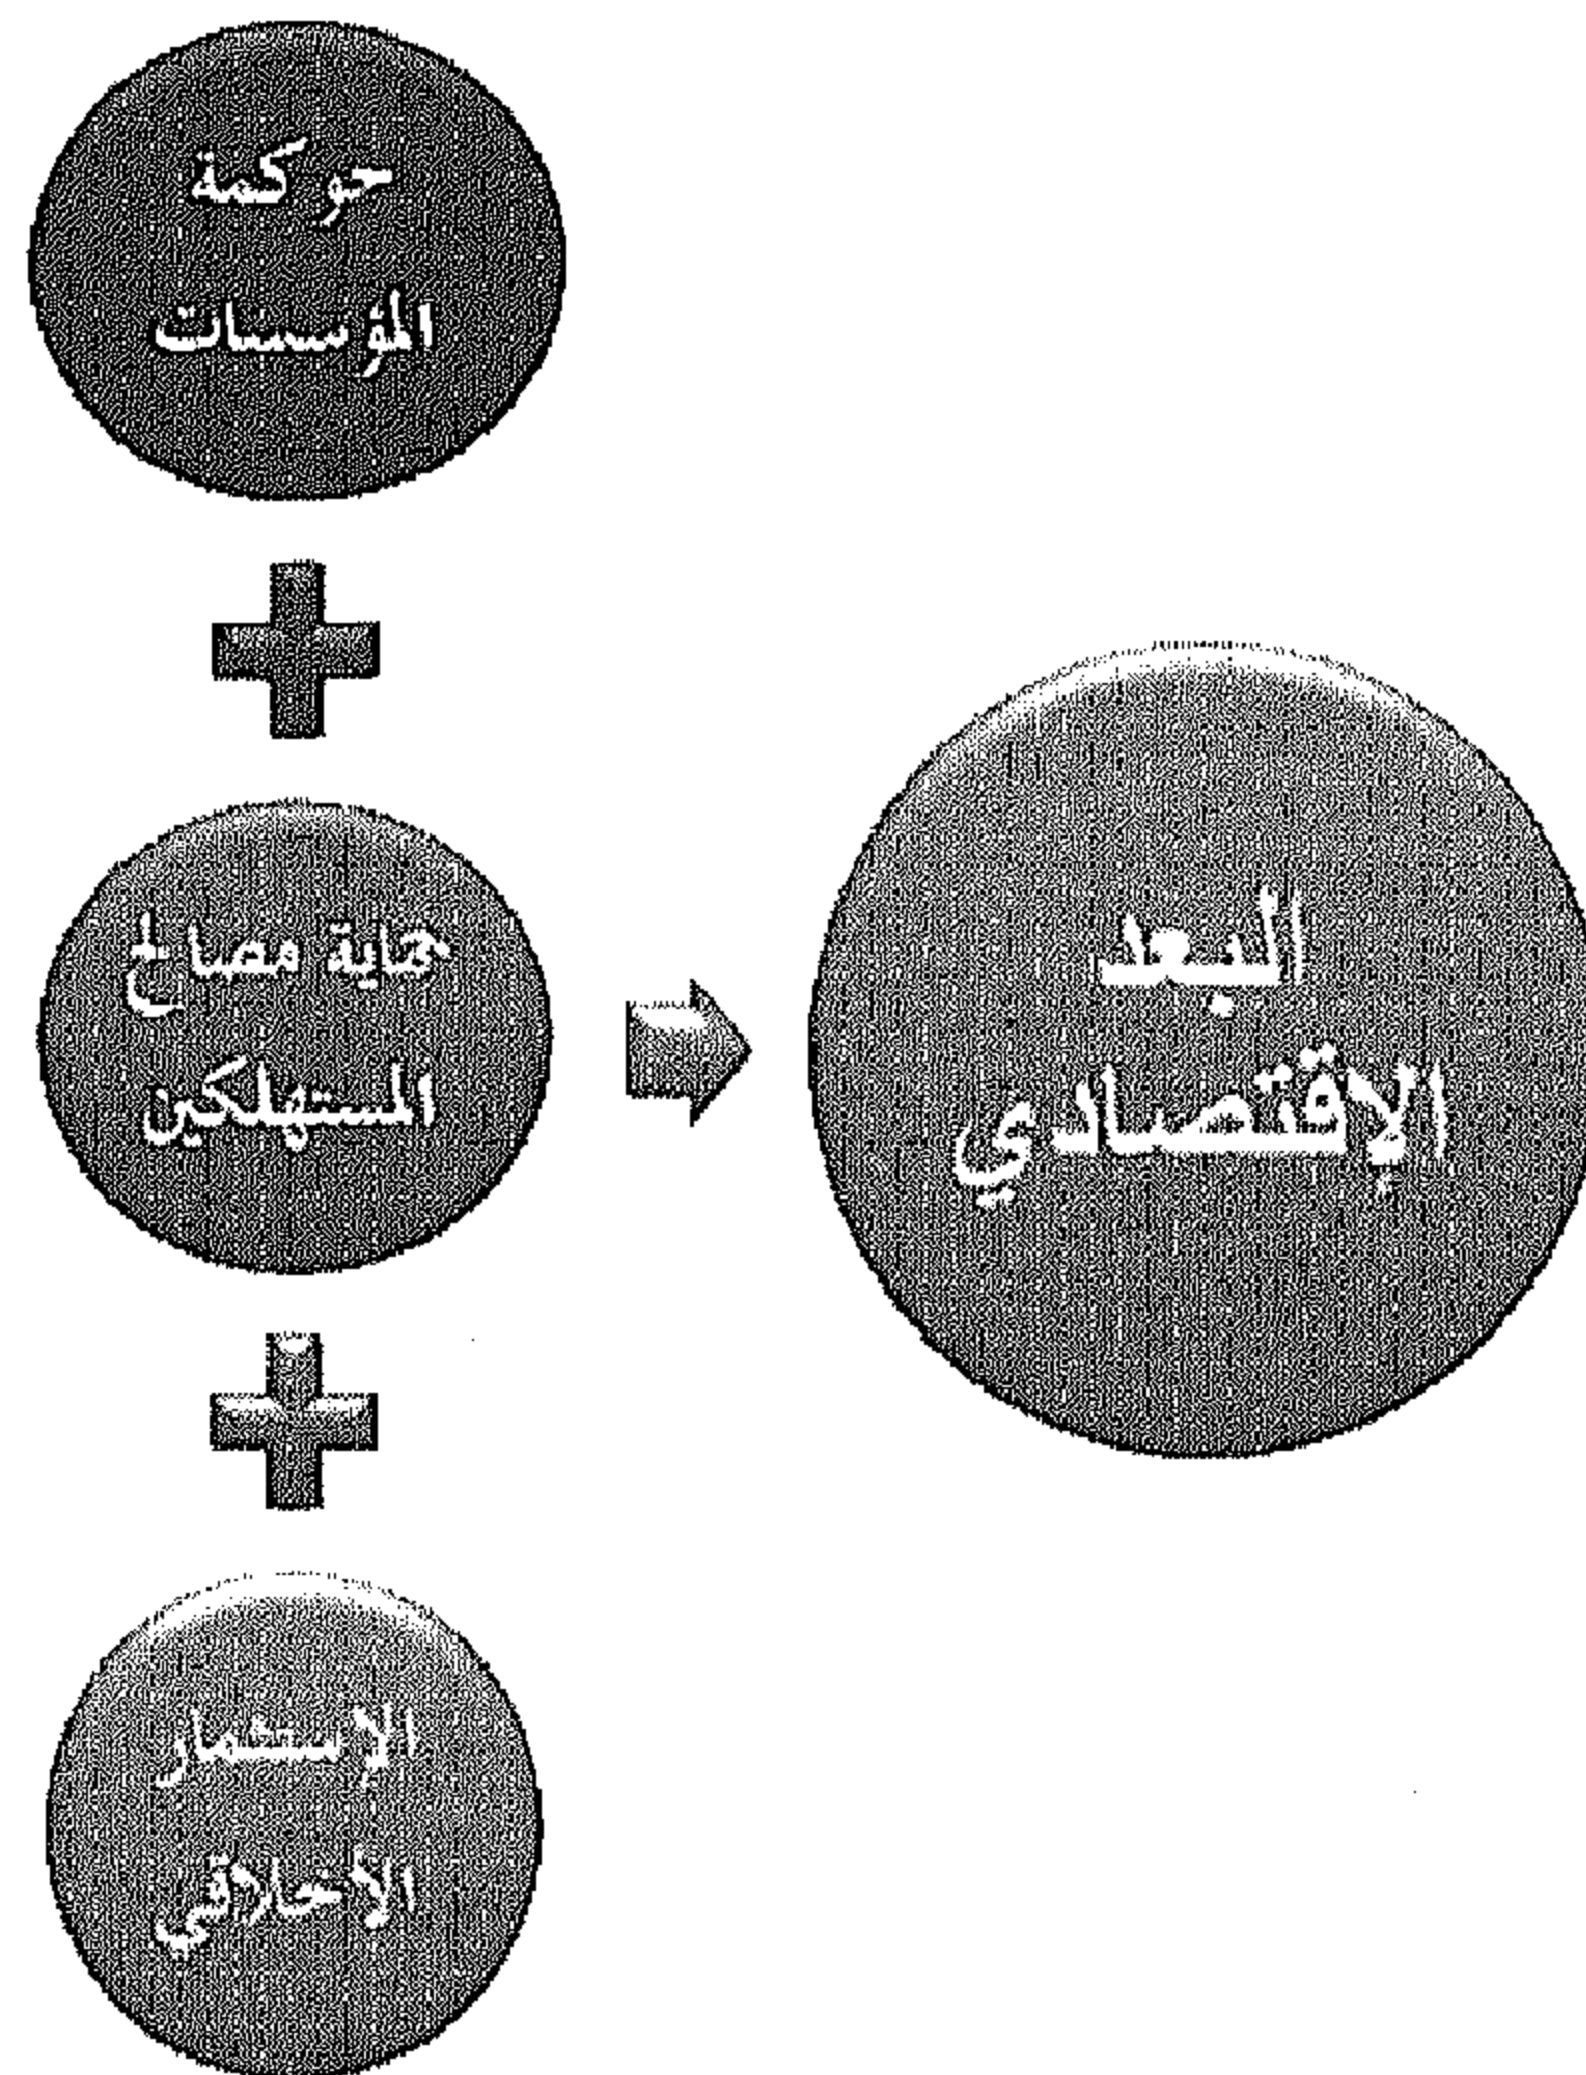 حوكمة
المؤسسات
حماية مصالح
المستهلكين
البعد
الإقتصادي
الإستثمار
الأخلاقي